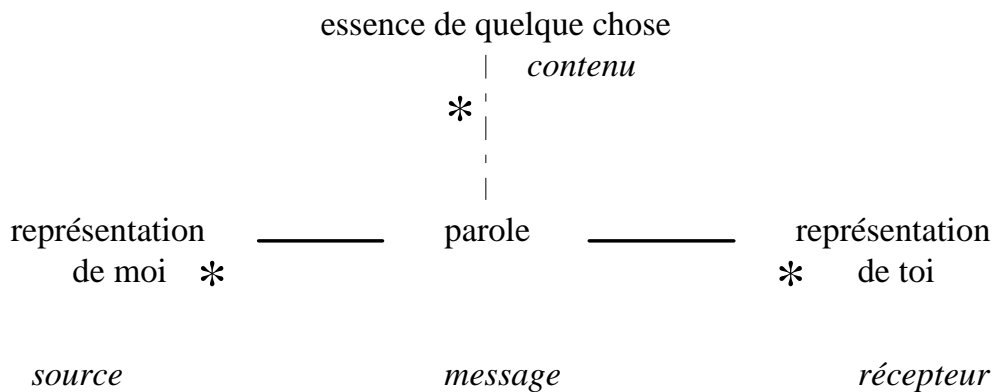 essence de quelque chose
contenu
*
représentation parole représentation
de moi * * de toi
source message récepteur